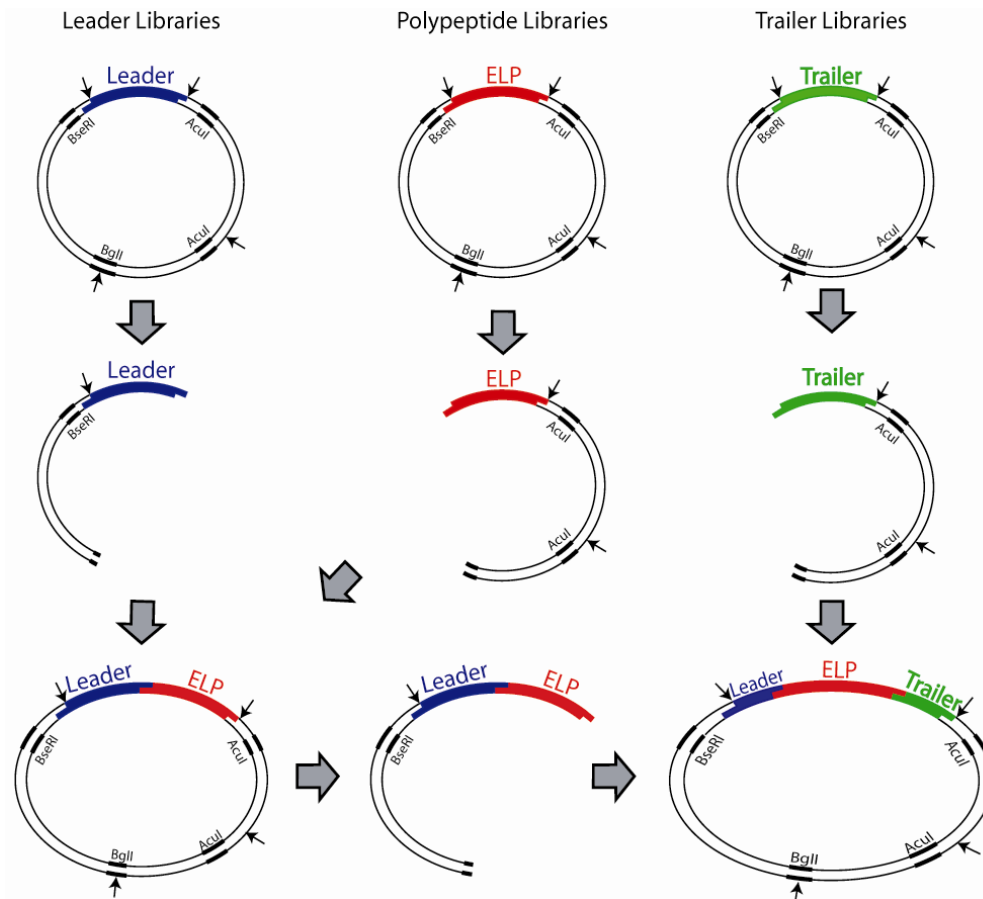 Leader Libraries
Polypeptide Libraries
Trailer Libraries
Leader
ELP
Trailer
BseRI
AcuI
BseRI
AcuI
BseRI
AcuI
BglI
AcuI
BglI
AcuI
BglI
AcuI
Leader
ELP
Trailer
BseRI
AcuI
AcuI
AcuI
AcuI
Leader
ELP
Leader
ELP
Leader
ELP
Trailer
BseRI
AcuI
BseRI
BseRI
AcuI
BglI
AcuI
BglI
AcuI